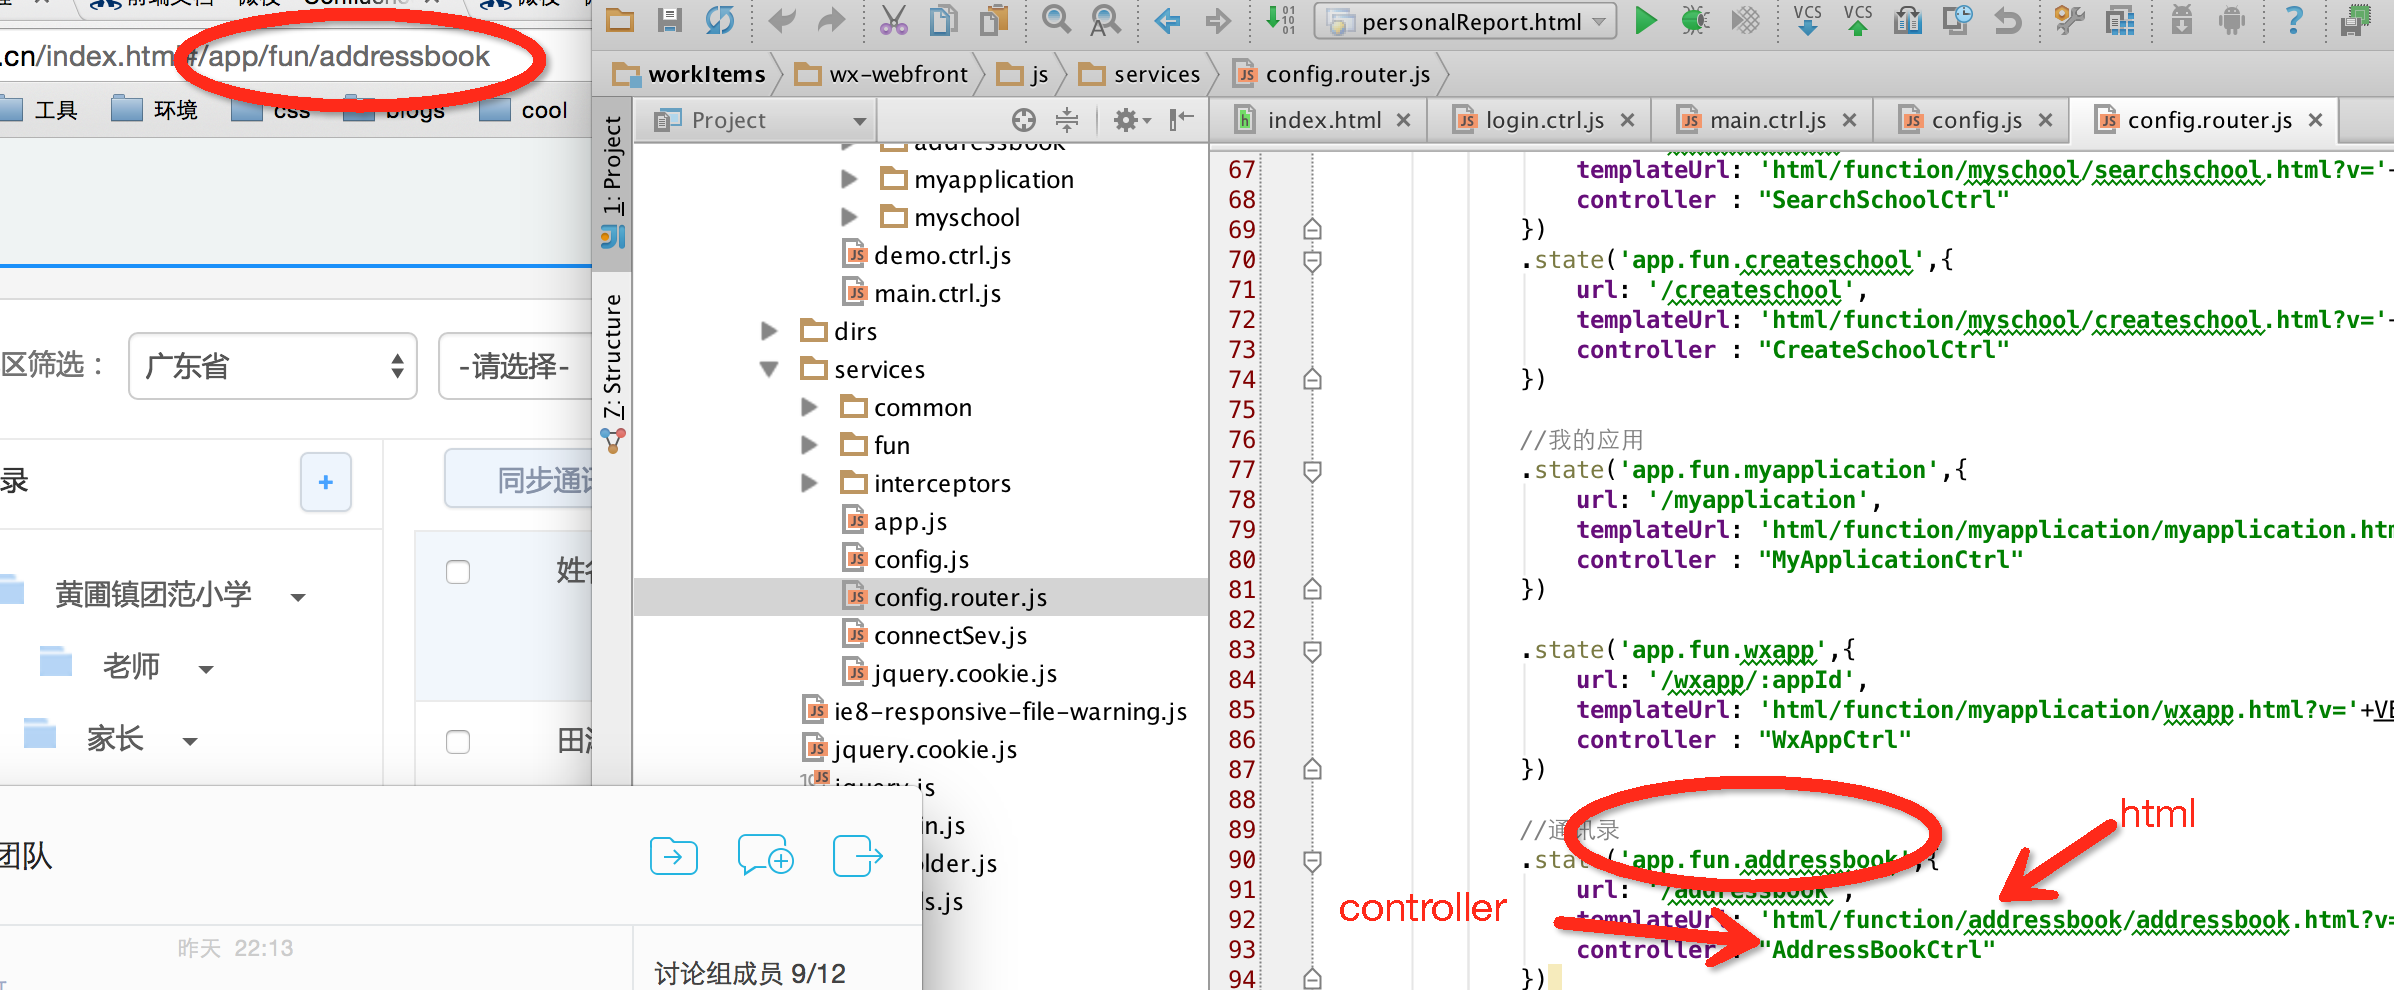 .cn/index.html#/app/fun/addressbook
工具
环境
css
blogs
cool
区筛选：
广东省
-请选择-
录
+
同步通讯
黄圃镇团范小学
老师
家长
团队
昨天 22:13
讨论组成员 9/12
personalReport.html
VCS
VCS
workItems
wx-webfront
js
services
config.router.js
1: Project
Z: Structure
Project
addressbook
myapplication
myschool
demo.ctrl.js
main.ctrl.js
dirs
services
common
fun
interceptors
app.js
config.js
config.router.js
connectSev.js
jquery.cookie.js
ie8-responsive-file-warning.js
jquery.cookie.js
jquery.js
in.js
older.js
ls.js
index.html
login.ctrl.js
main.ctrl.js
config.js
config.router.js
67 templateUrl: 'html/function/myschool/searchschool.html?v='+
68 controller : "SearchSchoolCtrl"
69 })
70 .state('app.fun.createschool',{
71 url: '/createschool',
72 templateUrl: 'html/function/myschool/createschool.html?v='+
73 controller : "CreateSchoolCtrl"
74 })
75
76 //我的应用
77 .state('app.fun.myapplication',{
78 url: '/myapplication',
79 templateUrl: 'html/function/myapplication/myapplication.htm
80 controller : "MyApplicationCtrl"
81 })
82
83 .state('app.fun.wxapp',{
84 url: '/wxapp/:appId',
85 templateUrl: 'html/function/myapplication/wxapp.html?v='+VE
86 controller : "WxAppCtrl"
87 })
88
89 //通讯录
90 .state('app.fun.addressbook',{
91 url: '/addressbook',
92 templateUrl: 'html/function/addressbook/addressbook.html?v=
93 controller : "AddressBookCtrl"
94 })
html
controller